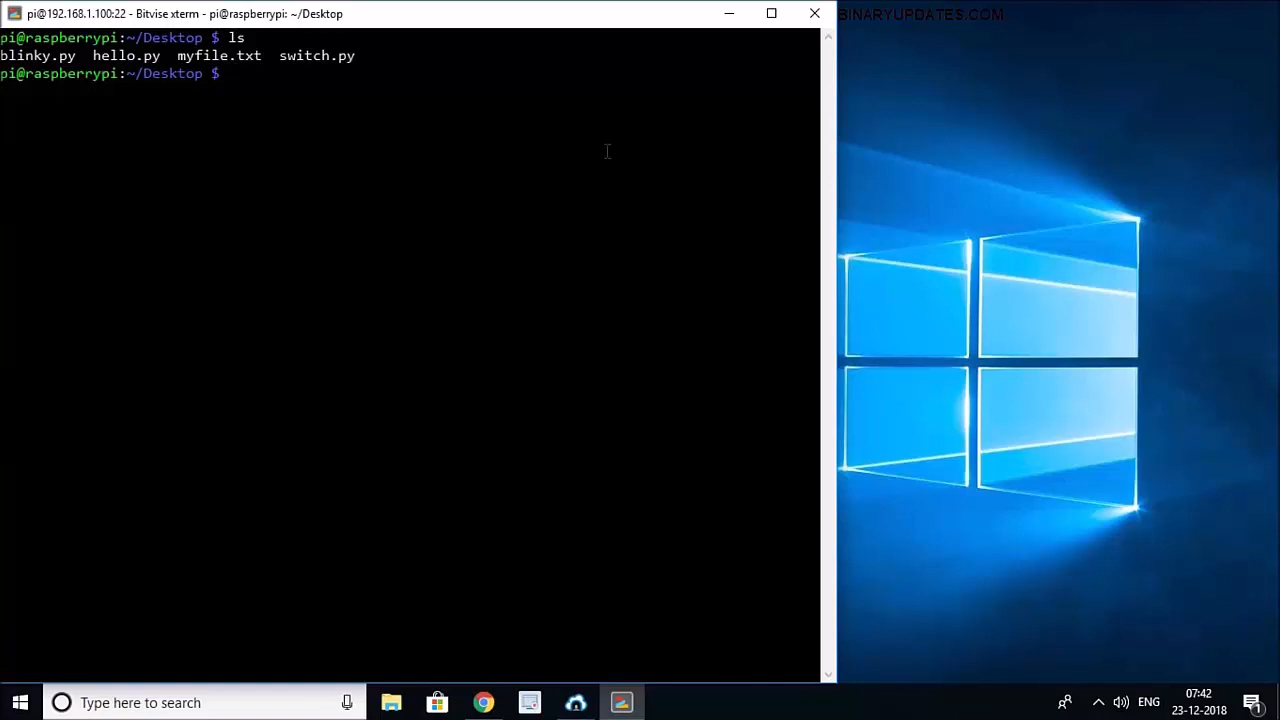 pi@192.168.1.100:22 - Bitvise xterm - pi@raspberrypi: ~/Desktop
BINARYUPDATES.COM
pi@raspberrypi:~/Desktop $ ls
blinky.py  hello.py  myfile.txt  switch.py
pi@raspberrypi:~/Desktop $
Type here to search
ENG
07:42
23-12-2018
1